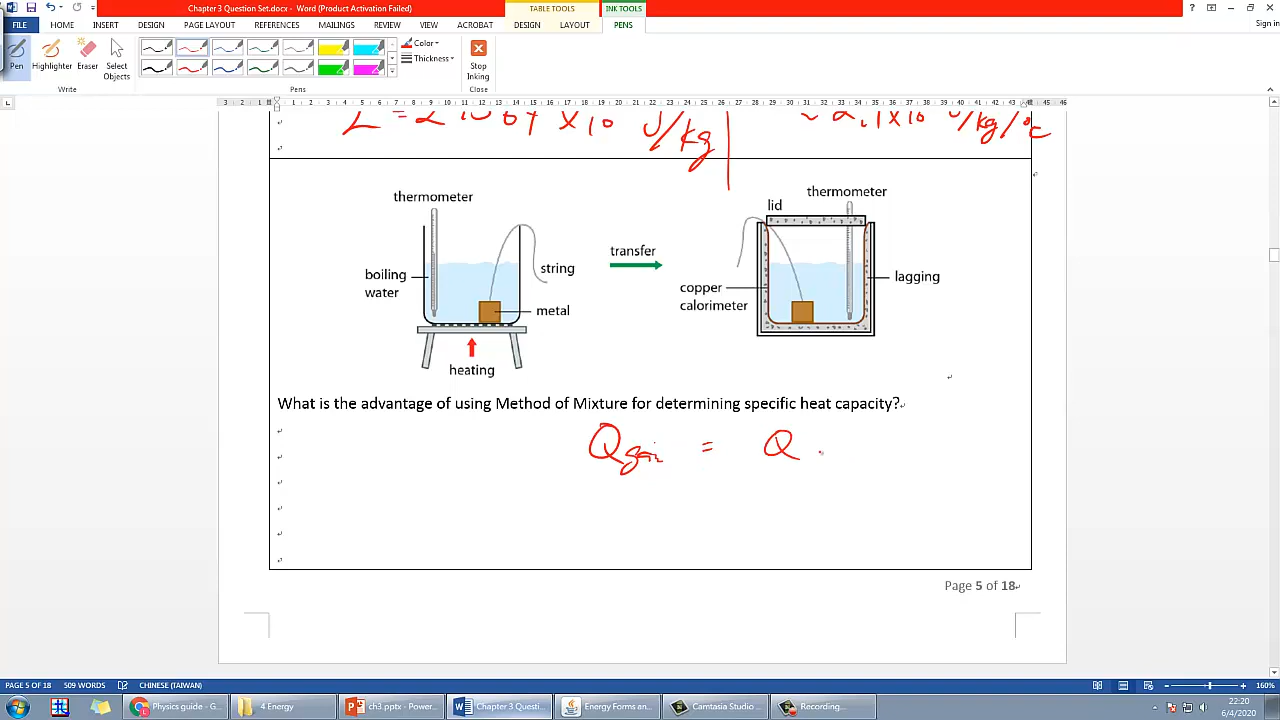 Chapter 3 Question Set.docx - Word (Product Activation Failed)
TABLE TOOLS
INK TOOLS
Sign in
FILE HOME INSERT DESIGN PAGE LAYOUT REFERENCES MAILINGS REVIEW VIEW ACROBAT DESIGN LAYOUT PENS
Pen Highlighter Eraser Select Objects
Color
Thickness
Stop Inking
Write Pens Close
J/kg
J/kg/°C
thermometer
boiling water
string
metal
heating
transfer
lid
thermometer
copper calorimeter
lagging
What is the advantage of using Method of Mixture for determining specific heat capacity?
Qgain = Q
Page 5 of 18
PAGE 5 OF 18 509 WORDS CHINESE (TAIWAN) 160%
Physics guide - G...
4 Energy
ch3.pptx - Power...
Chapter 3 Questi...
Energy Forms an...
Camtasia Studio ...
Recording...
22:20
6/4/2020